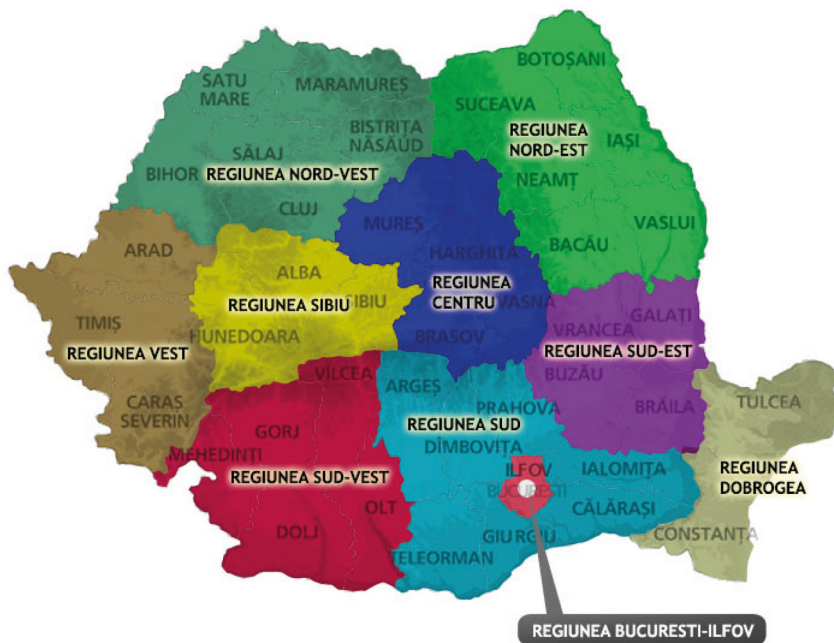 BOTOȘANI
SATU
MARE
MARAMUREȘ
SUCEAVA
BISTRIȚA
NĂSĂUD
REGIUNEA
NORD-EST
IAȘI
SĂLAJ
BIHOR
REGIUNEA NORD-VEST
NEAMȚ
CLUJ
MUREȘ
VASLUI
ARAD
HARGHITA
BACĂU
ALBA
REGIUNEA
CENTRU
VASNA
REGIUNEA SIBIU
SIBIU
GALAȚI
TIMIȘ
HUNEDOARA
BRASOV
VRANCEA
REGIUNEA VEST
REGIUNEA SUD-EST
VÎLCEA
ARGEȘ
BUZĂU
CARAȘ
SEVERIN
PRAHOVA
BRĂILA
TULCEA
GORJ
REGIUNEA SUD
DÎMBOVIȚA
MEHEDINȚI
REGIUNEA SUD-VEST
ILFOV
IALOMIȚA
REGIUNEA
DOBROGEA
BUCUREȘTI
OLT
CĂLĂRAȘI
DOLJ
GIURGIU
CONSTANȚA
TELEORMAN
REGIUNEA BUCURESTI-ILFOV